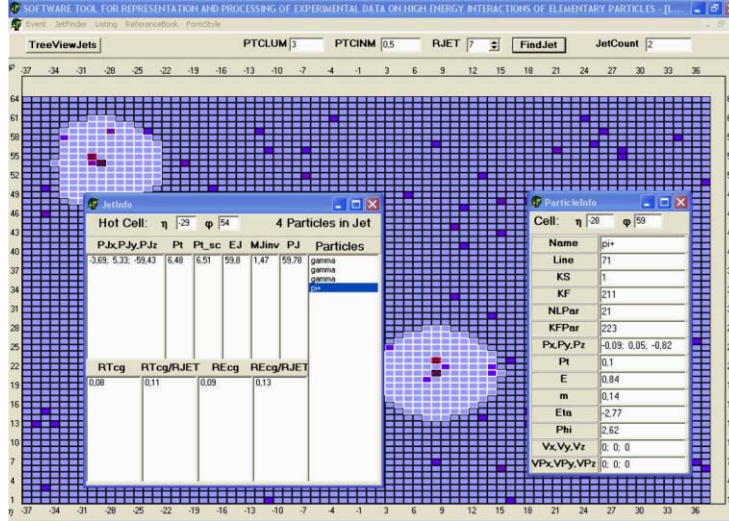 SOFTWARE TOOL FOR REPRESENTATION AND PROCESSING OF EXPERIMENTAL DATA ON HIGH ENERGY INTERACTIONS OF ELEMENTARY PARTICLES - [L...
Event JetFinder Listing ReferenceBook FormStyle
TreeViewJets PTCLUM 3 PTCINM 0,5 RJET 7 FindJet JetCount 2
φ -37 -34 -31 -28 -25 -22 -19 -16 -13 -10 -7 -4 -1 3 6 9 12 15 18 21 24 27 30 33 36
64
61
58
55
52
49
46
43
40
37
34
31
28
25
22
19
16
13
10
7
4
1
η -37 -34 -31 -28 -25 -22 -19 -16 -13 -10 -7 -4 -1 3 6 9 12 15 18 21 24 27 30 33 36
JetInfo
Hot Cell: η -29 φ 54 4 Particles in Jet
PJx,PJy,PJz Pt Pt_sc EJ MJinv PJ Particles
-3,69; 5,33; -59,43 6,48 6,51 59,8 1,47 59,78 gamma
gamma
gamma
pi+
RTcg RTcg/RJET REcg REcg/RJET
0,08 0,11 0,09 0,13
ParticleInfo
Cell: η -28 φ 59
Name pi+
Line 71
KS 1
KF 211
NLPar 21
KFPar 223
Px,Py,Pz -0,09; 0,05; -0,82
Pt 0,1
E 0,84
m 0,14
Eta -2,77
Phi 2,62
Vx,Vy,Vz 0; 0; 0
VPx,VPy,VPz 0; 0; 0